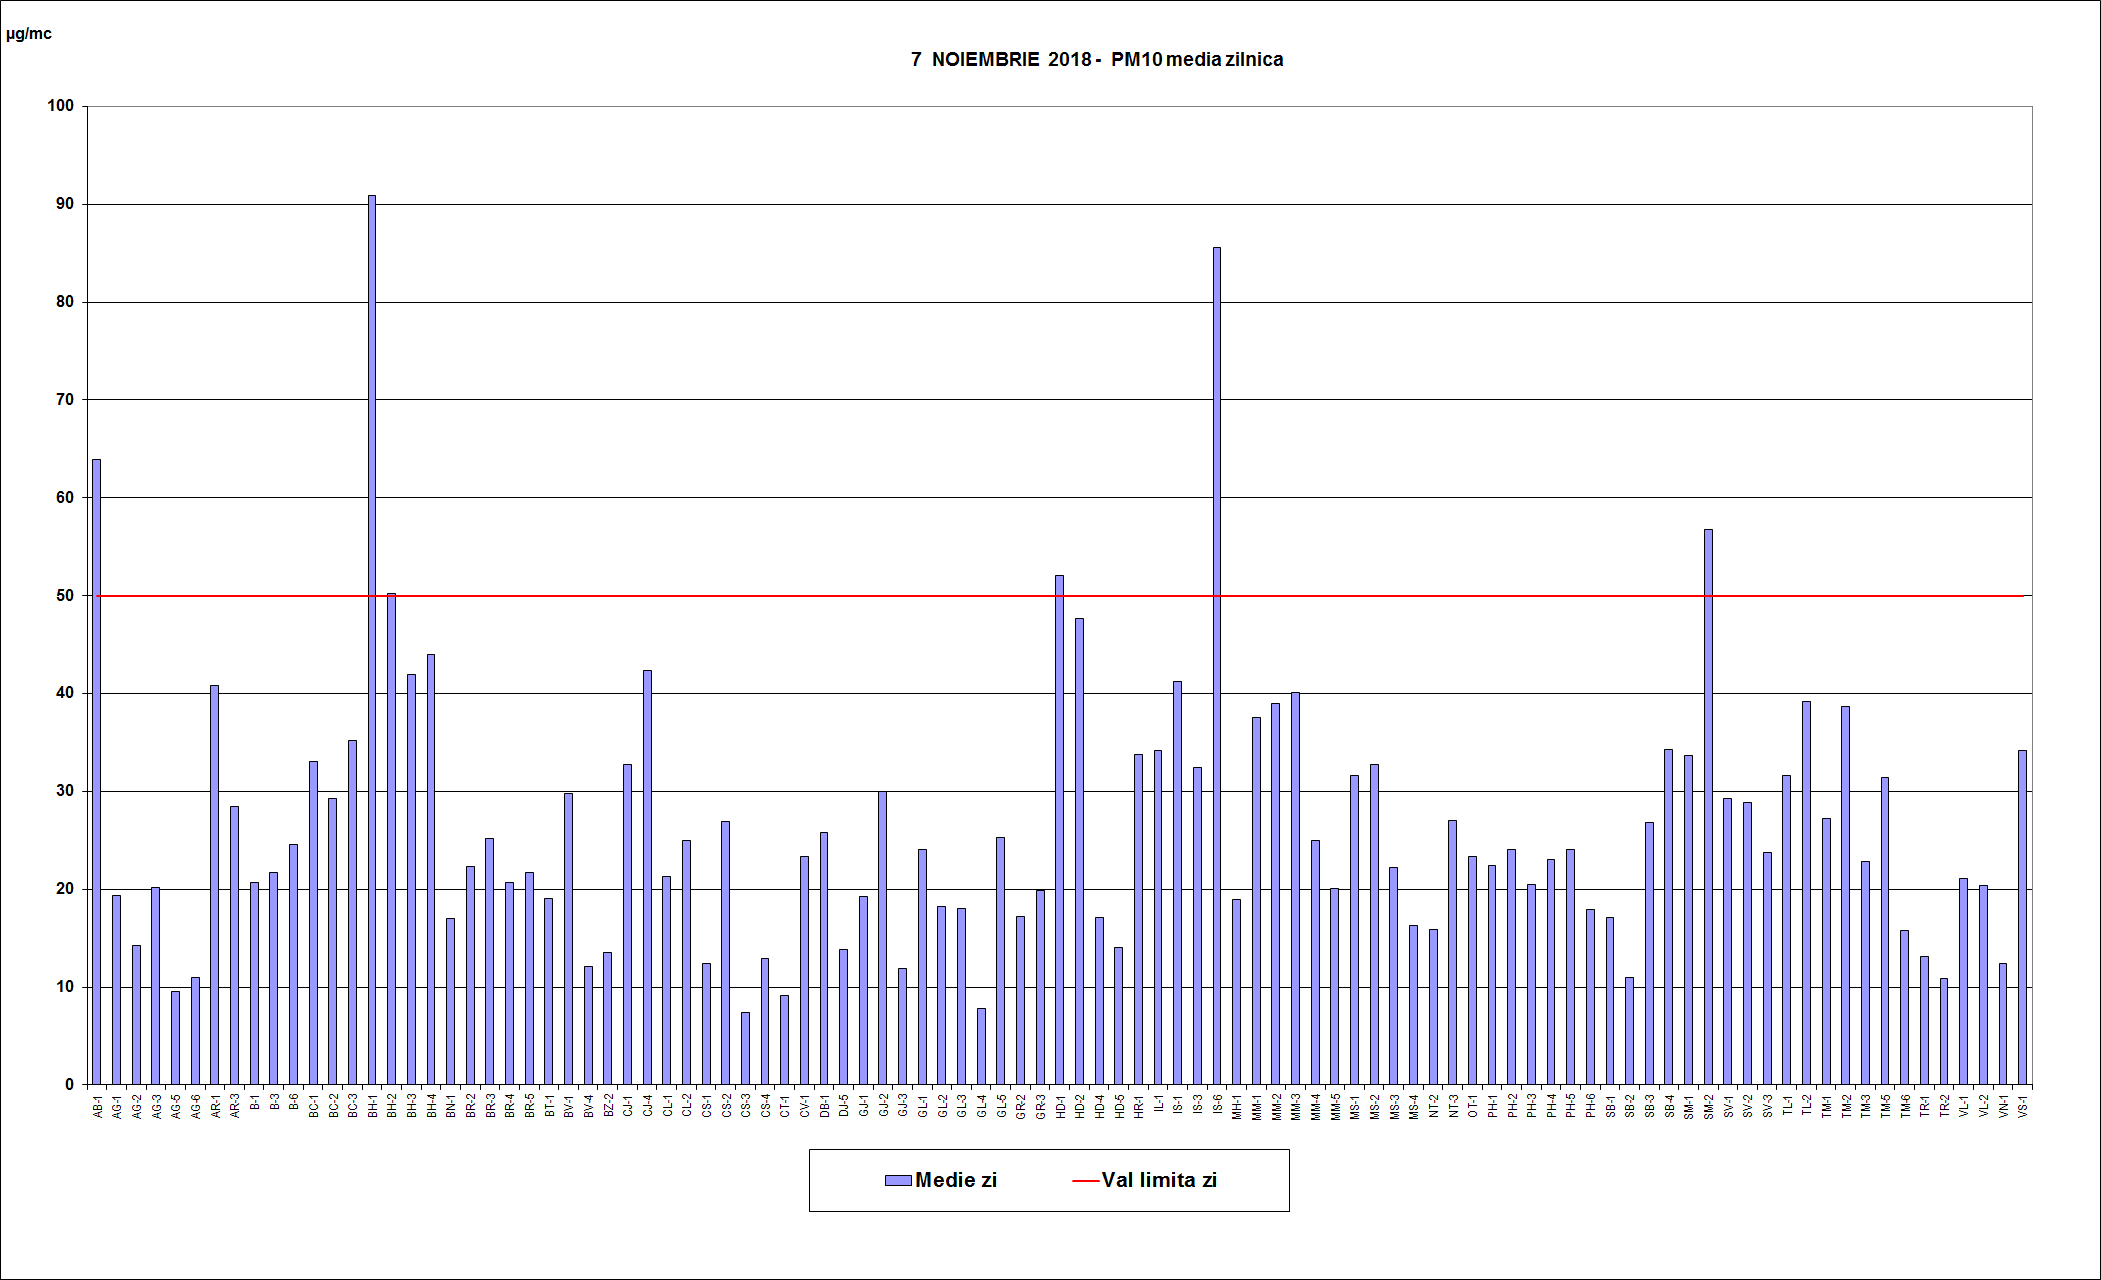 µg/mc
7 NOIEMBRIE 2018 - PM10 media zilnica
100
90
80
70
60
50
40
30
20
10
0
AB-1 AG-1 AG-2 AG-3 AG-5 AG-6 AR-1 AR-3 B-1 B-3 B-6 BC-1 BC-2 BC-3 BH-1 BH-2 BH-3 BH-4 BN-1 BR-2 BR-3 BR-4 BR-5 BT-1 BV-1 BV-4 BZ-2 CJ-1 CJ-4 CL-1 CL-2 CS-1 CS-2 CS-3 CS-4 CT-1 CV-1 DB-1 DJ-5 GJ-1 GJ-2 GJ-3 GL-1 GL-2 GL-3 GL-4 GL-5 GR-2 GR-3 HD-1 HD-2 HD-4 HD-5 HR-1 IL-1 IS-1 IS-3 IS-6 MH-1 MM-1 MM-2 MM-3 MM-4 MM-5 MS-1 MS-2 MS-3 MS-4 NT-2 NT-3 OT-1 PH-1 PH-2 PH-3 PH-4 PH-5 PH-6 SB-1 SB-2 SB-3 SB-4 SM-1 SM-2 SV-1 SV-2 SV-3 TL-1 TL-2 TM-1 TM-2 TM-3 TM-5 TM-6 TR-1 TR-2 VL-1 VL-2 VN-1 VS-1
Medie zi Val limita zi